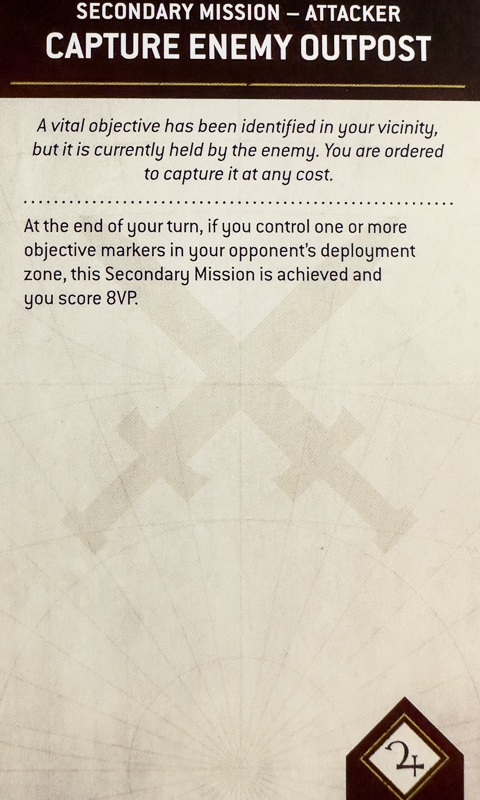 SECONDARY MISSION – ATTACKER
CAPTURE ENEMY OUTPOST
A vital objective has been identified in your vicinity,
but it is currently held by the enemy. You are ordered
to capture it at any cost.
At the end of your turn, if you control one or more
objective markers in your opponent's deployment
zone, this Secondary Mission is achieved and
you score 8VP.